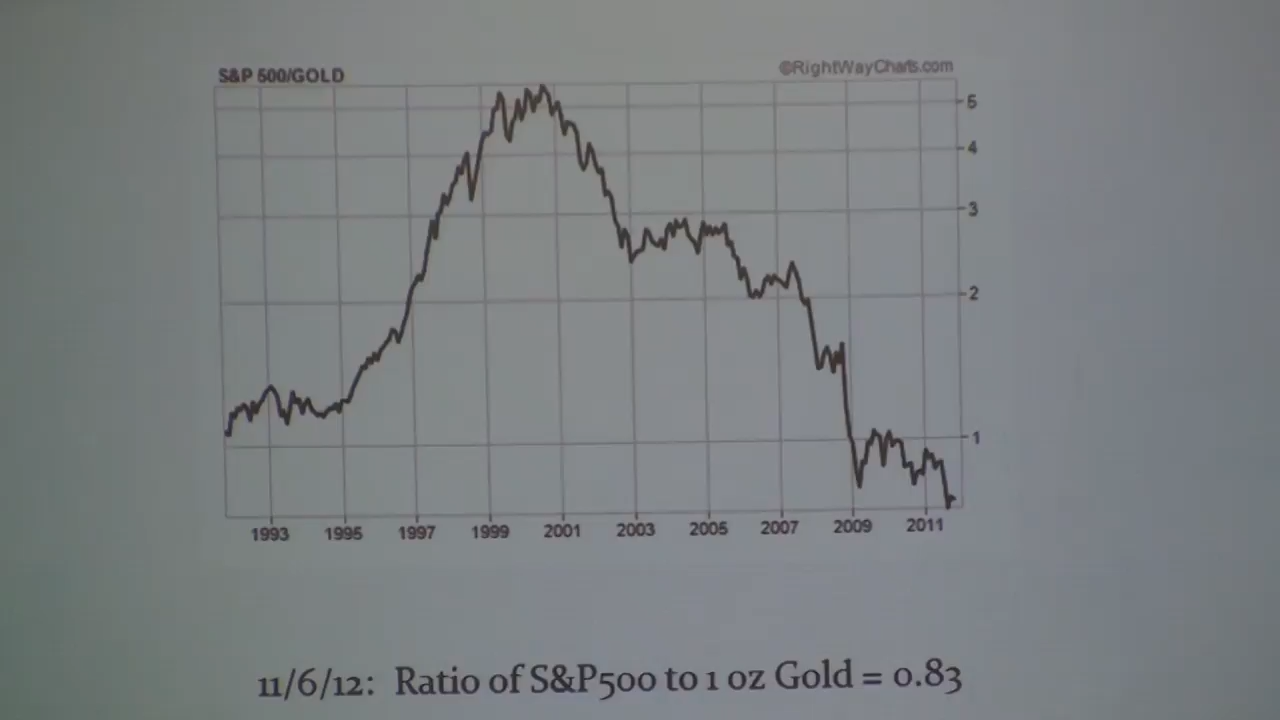 S&P 500/GOLD
©RightWayCharts.com
5
4
3
2
1
1993 1995 1997 1999 2001 2003 2005 2007 2009 2011
11/6/12: Ratio of S&P500 to 1 oz Gold = 0.83